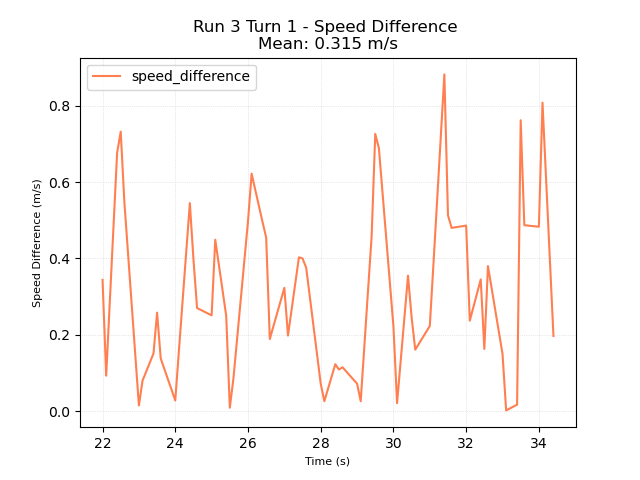 Run 3 Turn 1 - Speed Difference
Mean: 0.315 m/s
speed_difference
Speed Difference (m/s)
0.8
0.6
0.4
0.2
0.0
22 24 26 28 30 32 34
Time (s)